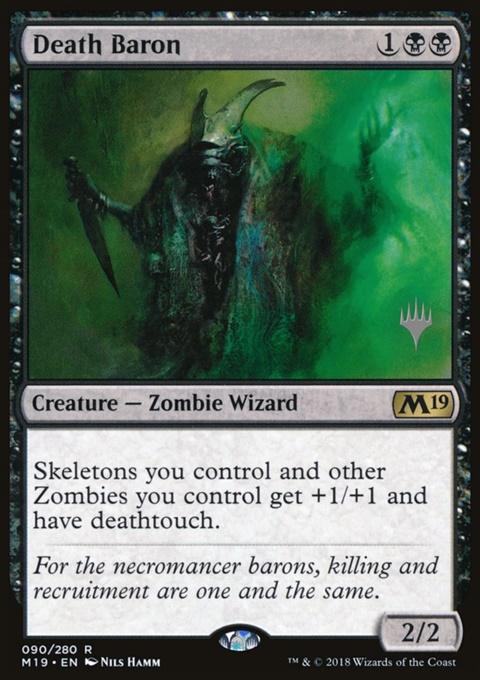 Death Baron 1
Creature — Zombie Wizard M19
Skeletons you control and other
Zombies you control get +1/+1 and
have deathtouch.
For the necromancer barons, killing and
recruitment are one and the same.
2/2
090/280 R
M19 • EN Nils Hamm ™ & © 2018 Wizards of the Coast